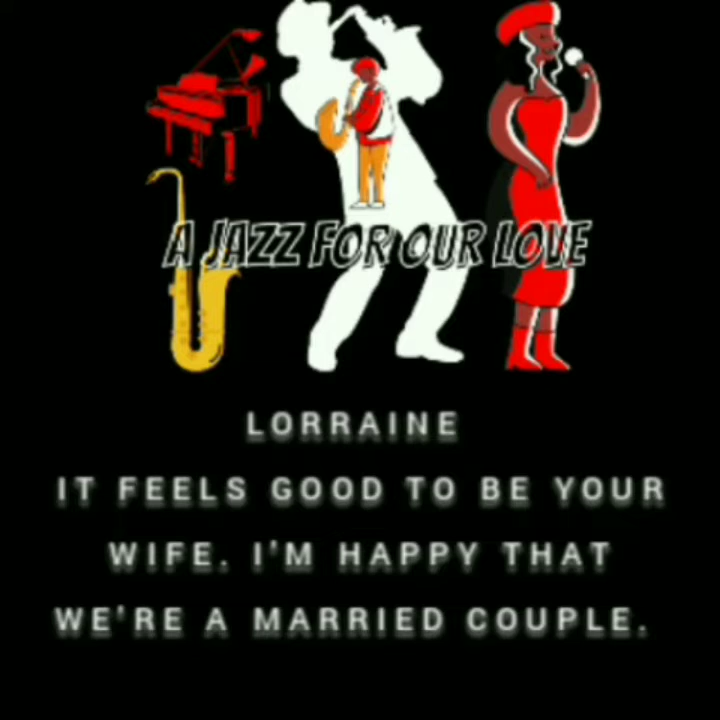 A JAZZ FOR OUR LOVE
LORRAINE
IT FEELS GOOD TO BE YOUR
WIFE. I'M HAPPY THAT
WE'RE A MARRIED COUPLE.